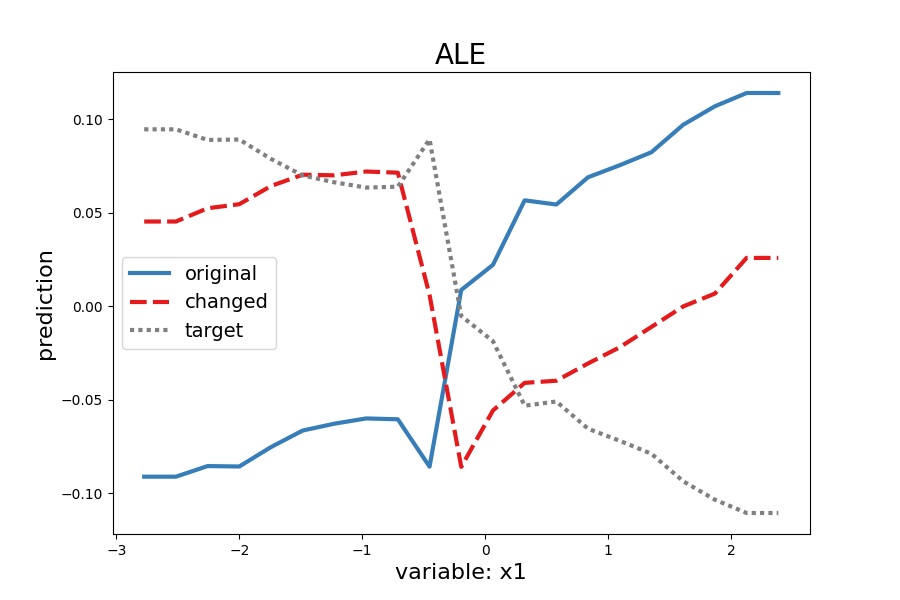 ALE
0.10
0.05
0.00
−0.05
−0.10
prediction
original
changed
target
−3
−2
−1
0
1
2
variable: x1